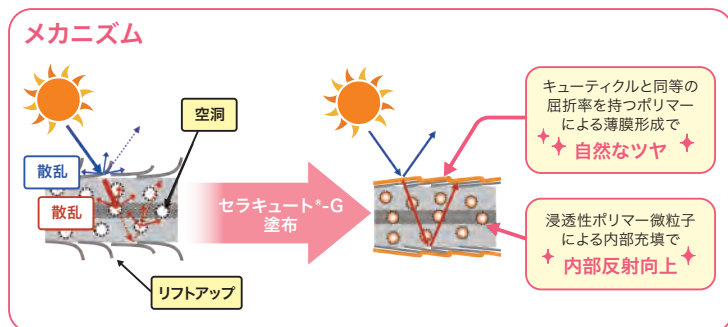 メカニズム
空洞
散乱
散乱
リフトアップ
セラキュート*-G
塗布
キューティクルと同等の
屈折率を持つポリマー
による薄膜形成で
自然なツヤ
浸透性ポリマー微粒子
による内部充填で
内部反射向上